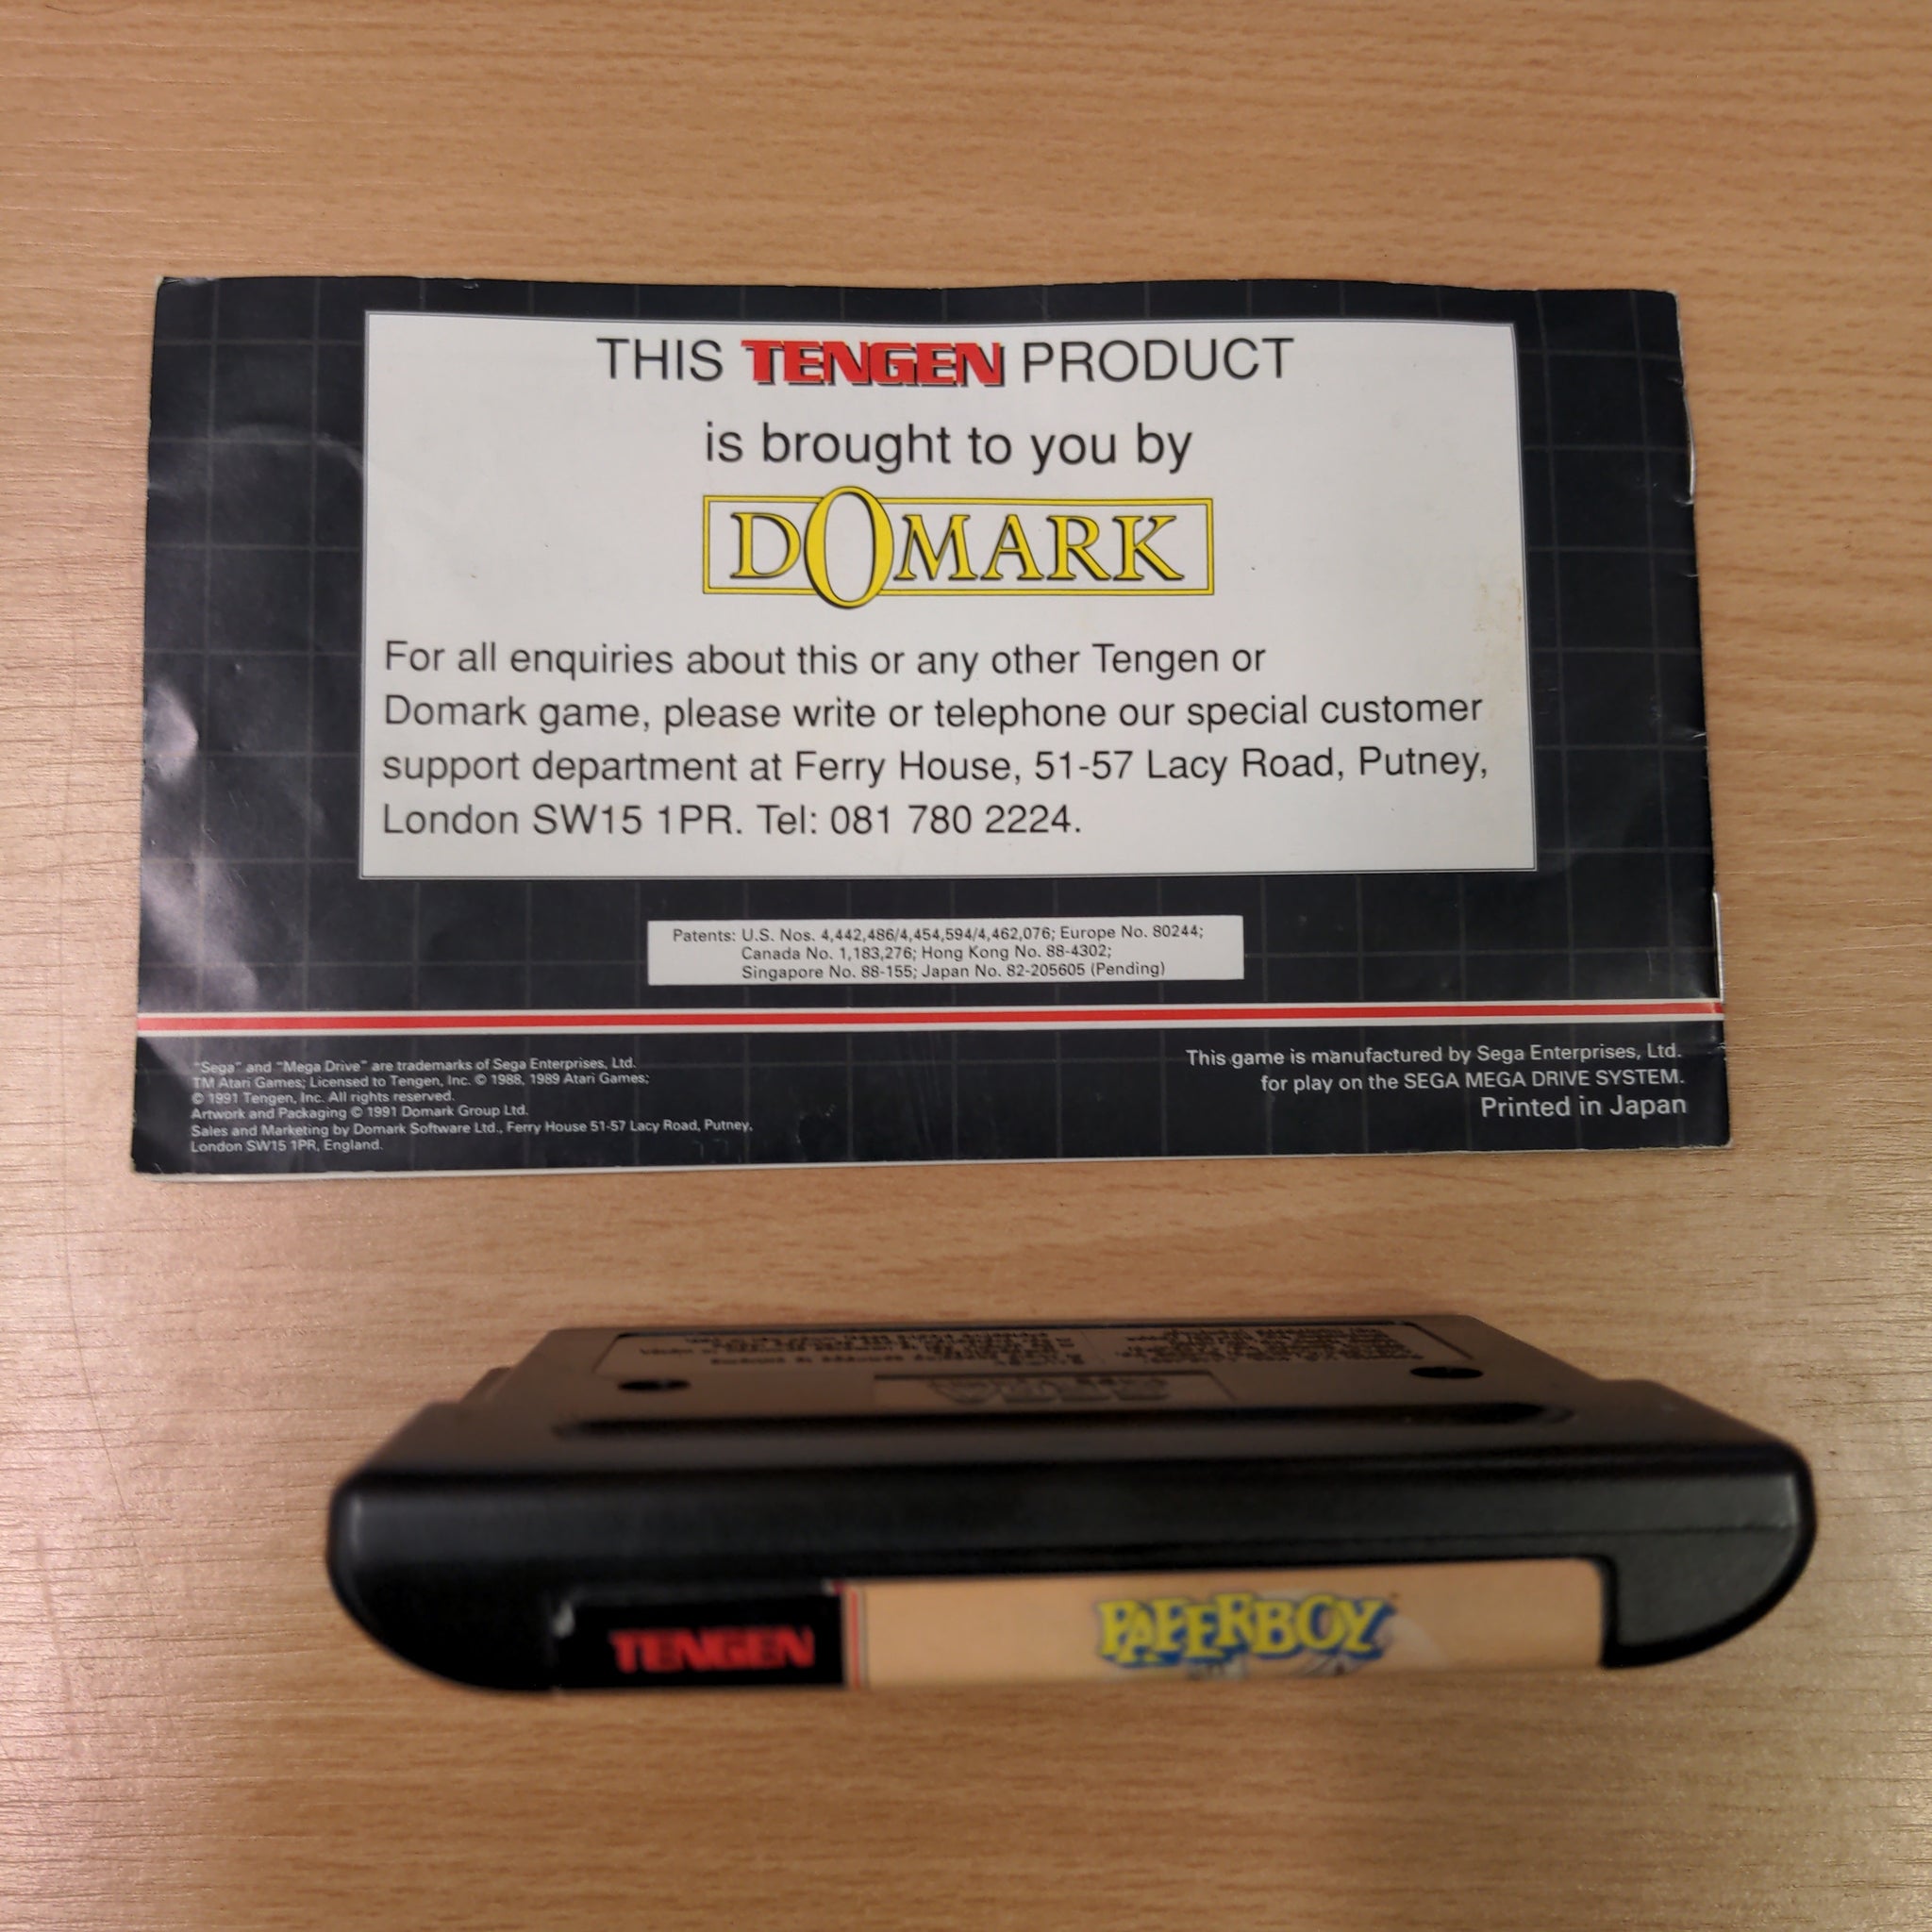 THIS TENGEN PRODUCT
is brought to you by
DOMARK
For all enquiries about this or any other Tengen or
Domark game, please write or telephone our special customer
support department at Ferry House, 51-57 Lacy Road, Putney,
London SW15 1PR. Tel: 081 780 2224.
Patents: U.S. Nos. 4,442,486/4,454,594/4,462,076; Europe No. 80244;
Canada No. 1,183,276; Hong Kong No. 88-4302;
Singapore No. 88-155; Japan No. 82-205605 (Pending)
"Sega" and "Mega Drive" are trademarks of Sega Enterprises, Ltd.
TM Atari Games; Licensed to Tengen, Inc. © 1988, 1989 Atari Games;
© 1991 Tengen, Inc. All rights reserved.
Artwork and Packaging © 1991 Domark Group Ltd.
Sales and Marketing by Domark Software Ltd., Ferry House 51-57 Lacy Road, Putney,
London SW15 1PR, England.
This game is manufactured by Sega Enterprises, Ltd.
for play on the SEGA MEGA DRIVE SYSTEM.
Printed in Japan
TENGEN
PAPERBOY